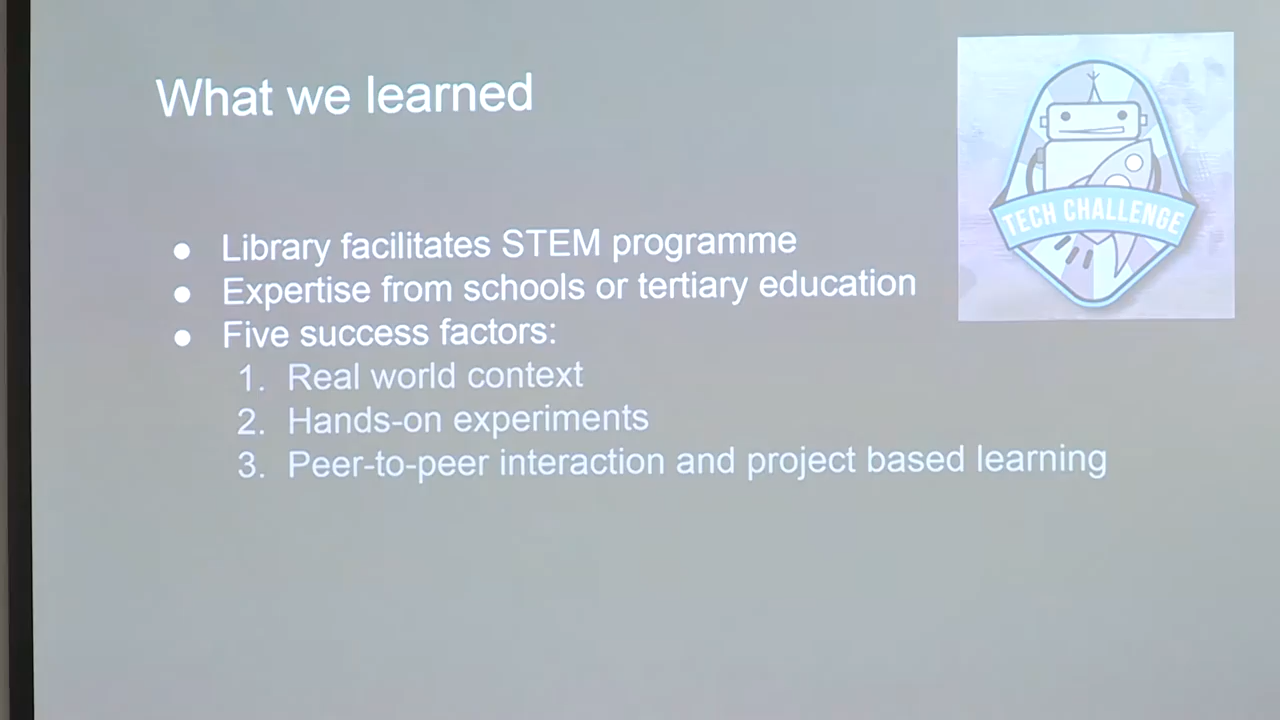 What we learned
TECH CHALLENGE
● Library facilitates STEM programme
● Expertise from schools or tertiary education
● Five success factors:
1. Real world context
2. Hands-on experiments
3. Peer-to-peer interaction and project based learning